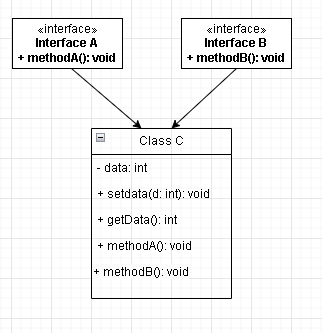 «interface»
Interface A
+ methodA(): void
«interface»
Interface B
+ methodB(): void
Class C
- data: int
+ setdata(d: int): void
+ getData(): int
+ methodA(): void
+ methodB(): void